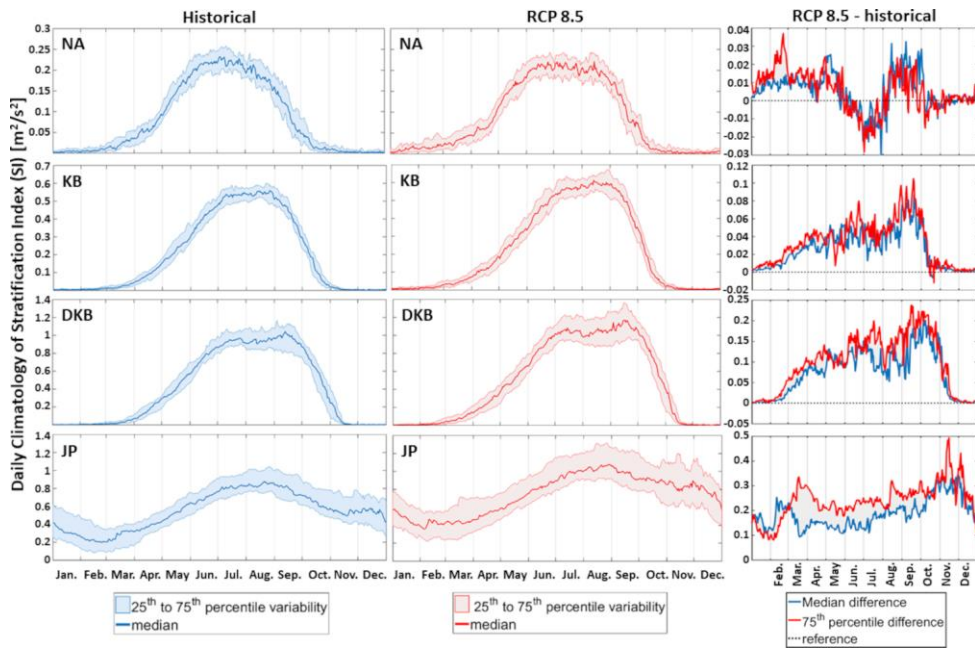 Historical
RCP 8.5
RCP 8.5 - historical
Daily Climatology of Stratification Index (SI) [m²/s²]
NA
0.3
0.25
0.2
0.15
0.1
0.05
NA
0.04
0.03
0.02
0.01
0
-0.01
-0.02
-0.03
KB
0.7
0.6
0.5
0.4
0.3
0.2
0.1
KB
0.12
0.1
0.08
0.06
0.04
0.02
0
-0.02
DKB
1.4
1.2
1
0.8
0.6
0.4
0.2
DKB
0.25
0.2
0.15
0.1
0.05
0
-0.05
JP
1.4
1.2
1
0.8
0.6
0.4
0.2
0
JP
0.5
0.4
0.3
0.2
0.1
0
Jan. Feb. Mar. Apr. May Jun. Jul. Aug. Sep. Oct. Nov. Dec.
Jan. Feb. Mar. Apr. May Jun. Jul. Aug. Sep. Oct. Nov. Dec.
Feb. Mar. Apr. May Jun. Jul. Aug. Sep. Oct. Nov. Dec.
25th to 75th percentile variability
median
25th to 75th percentile variability
median
Median difference
75th percentile difference
reference